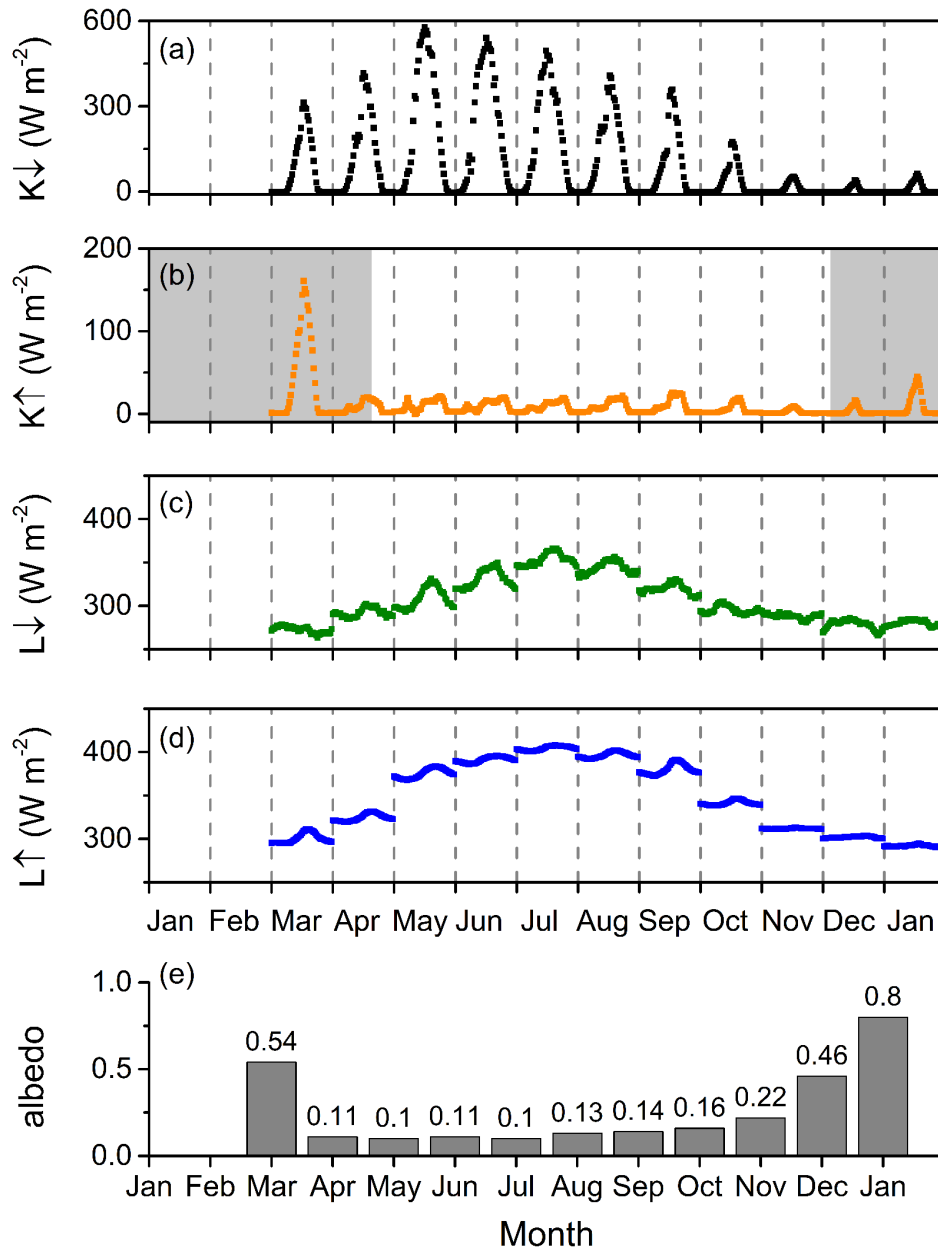 (a)
K↓ (W m-2)
600
300
0
(b)
K↑ (W m-2)
200
100
0
(c)
L↓ (W m-2)
400
300
(d)
L↑ (W m-2)
400
300
Jan Feb Mar Apr May Jun Jul Aug Sep Oct Nov Dec Jan
(e)
albedo
1.0
0.5
0.0
0.54 0.11 0.1 0.11 0.1 0.13 0.14 0.16 0.22 0.46 0.8
Jan Feb Mar Apr May Jun Jul Aug Sep Oct Nov Dec Jan
Month